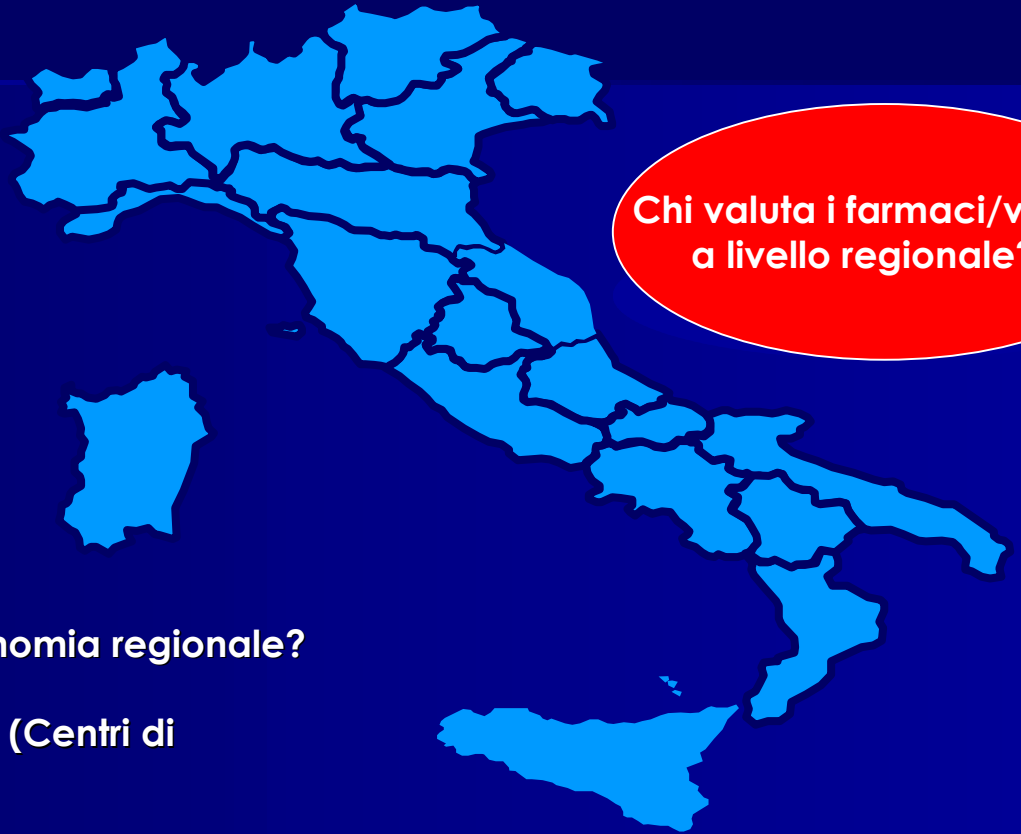 Chi valuta i farmaci/v
a livello regionale?
nomia regionale?
(Centri di